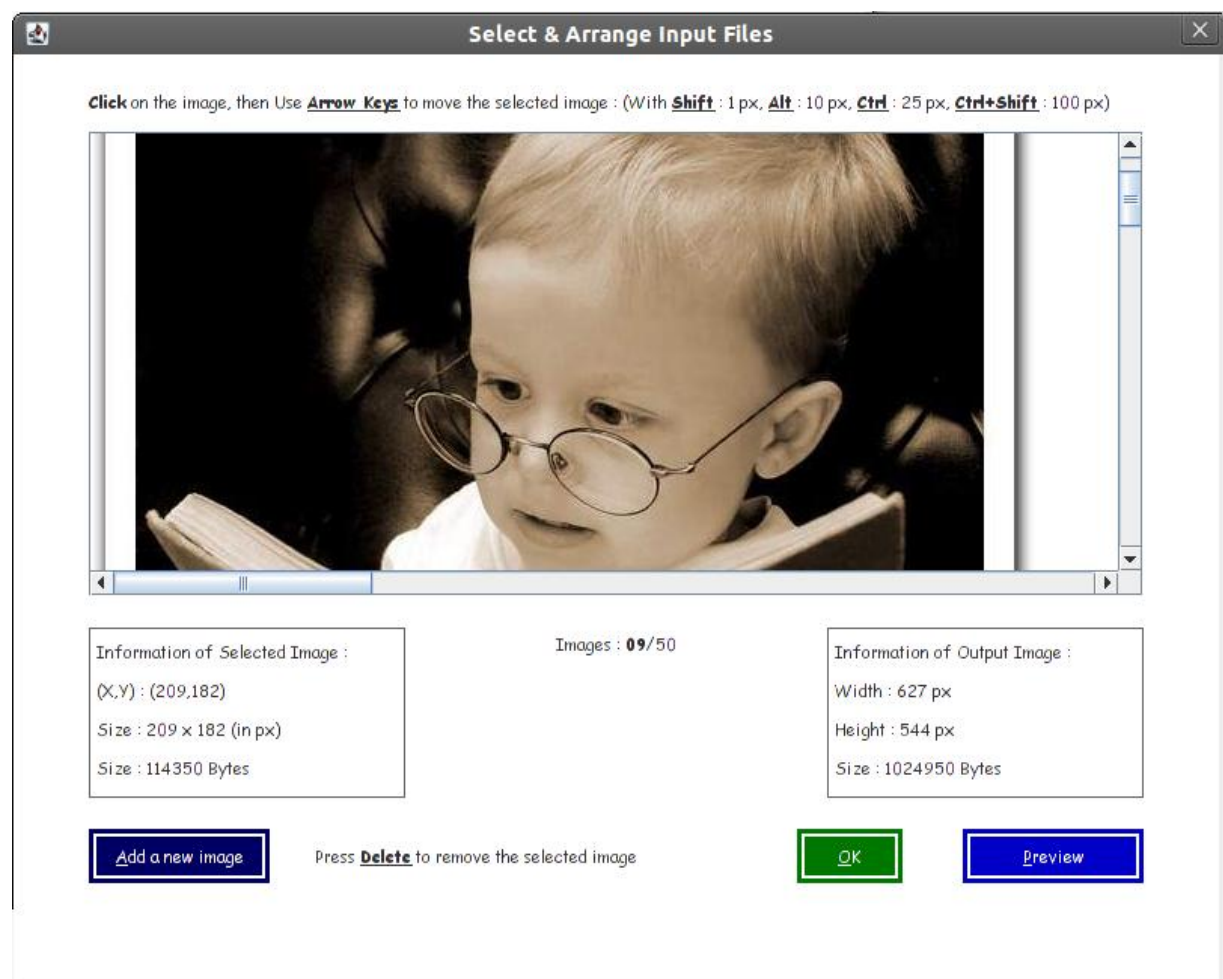 Select & Arrange Input Files
Click on the image, then Use Arrow Keys to move the selected image : (With Shift : 1 px, Alt : 10 px, Ctrl : 25 px, Ctrl+Shift : 100 px)
Information of Selected Image :
(X,Y) : (209,182)
Size : 209 x 182 (in px)
Size : 114350 Bytes
Images : 09/50
Information of Output Image :
Width : 627 px
Height : 544 px
Size : 1024950 Bytes
Add a new image
Press Delete to remove the selected image
OK
Preview